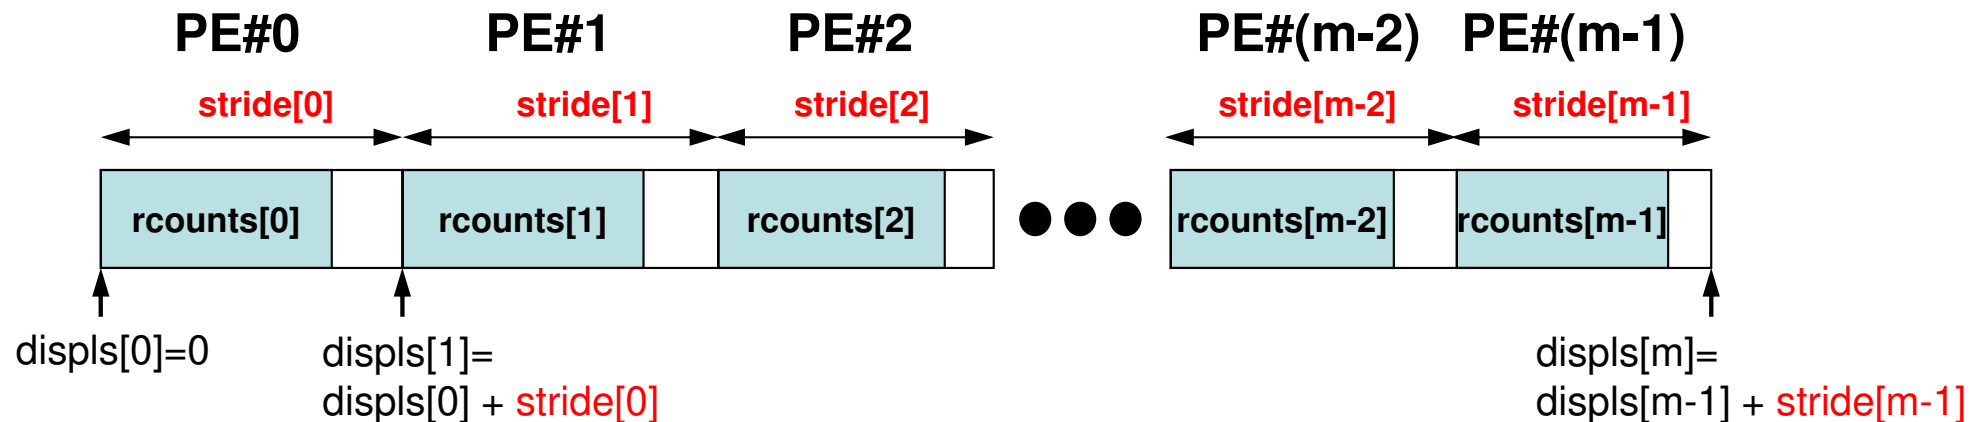 PE#0 PE#1 PE#2 PE#(m-2) PE#(m-1)
stride[0] stride[1] stride[2] stride[m-2] stride[m-1]
rcounts[0] rcounts[1] rcounts[2] rcounts[m-2] rcounts[m-1]
displs[0]=0 displs[1]= displs[m]=
displs[0] + stride[0] displs[m-1] + stride[m-1]